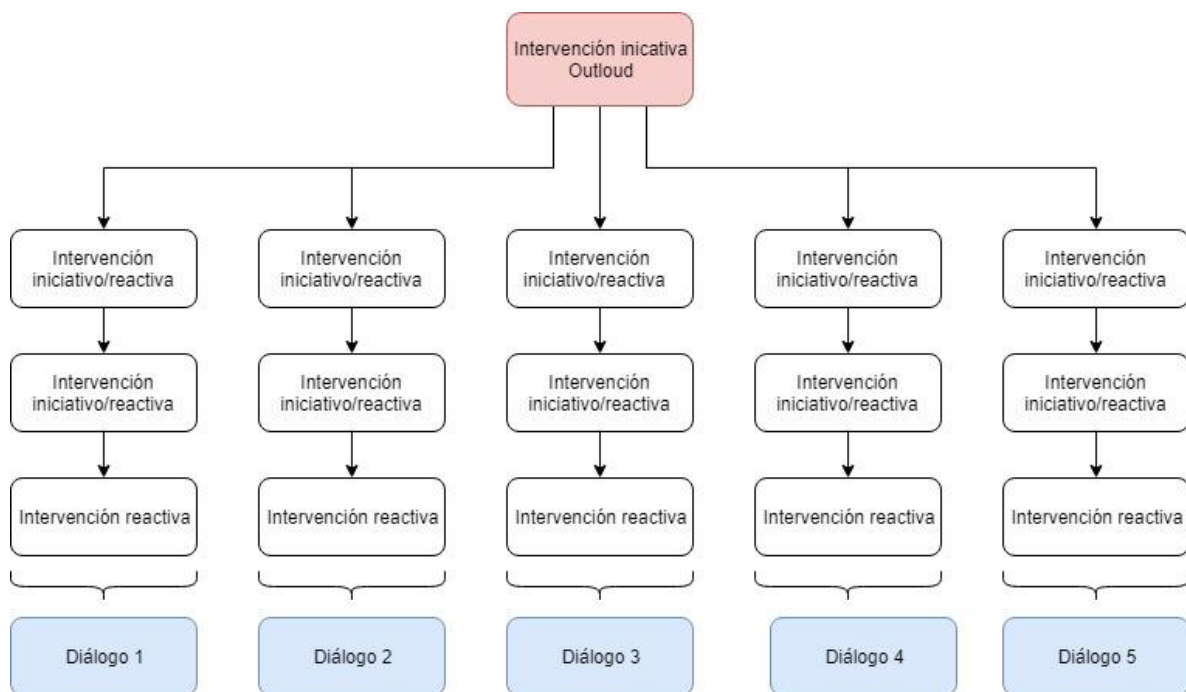 Intervención inicativa
Outloud
Intervención
iniciativo/reactiva
Intervención
iniciativo/reactiva
Intervención
iniciativo/reactiva
Intervención
iniciativo/reactiva
Intervención
iniciativo/reactiva
Intervención
iniciativo/reactiva
Intervención
iniciativo/reactiva
Intervención
iniciativo/reactiva
Intervención
iniciativo/reactiva
Intervención
iniciativo/reactiva
Intervención reactiva
Intervención reactiva
Intervención reactiva
Intervención reactiva
Intervención reactiva
Diálogo 1
Diálogo 2
Diálogo 3
Diálogo 4
Diálogo 5